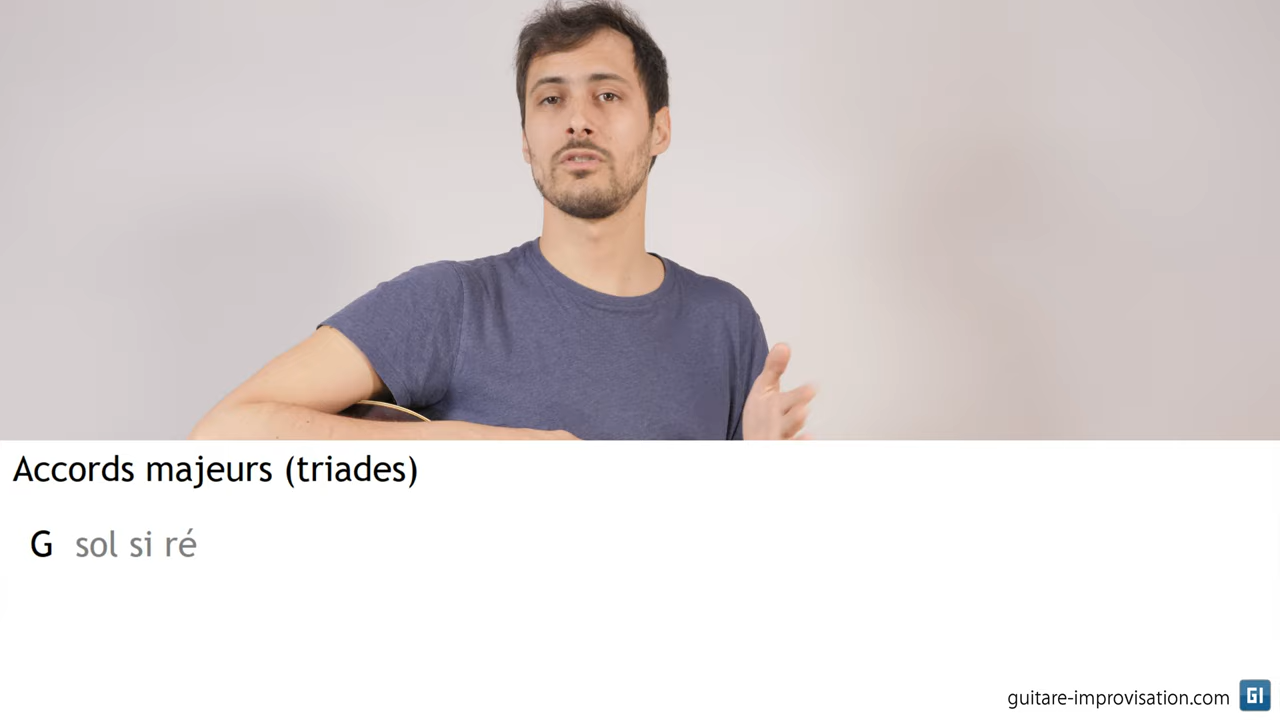 Accords majeurs (triades)
G sol si ré
guitare-improvisation.com GI